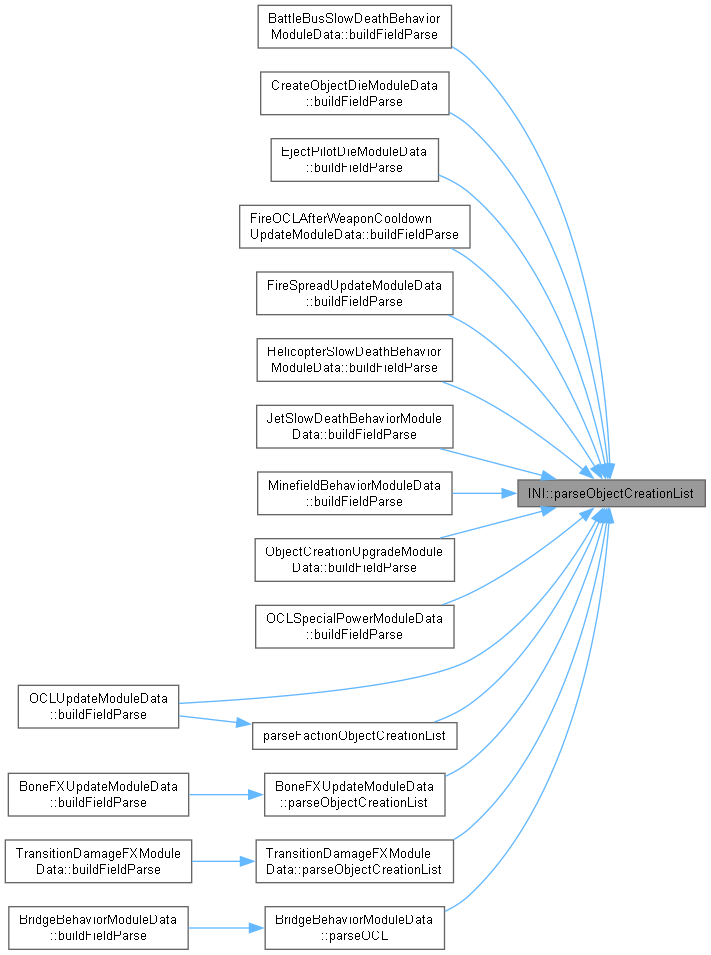 BattleBusSlowDeathBehavior
ModuleData::buildFieldParse
CreateObjectDieModuleData
::buildFieldParse
EjectPilotDieModuleData
::buildFieldParse
FireOCLAfterWeaponCooldown
UpdateModuleData::buildFieldParse
FireSpreadUpdateModuleData
::buildFieldParse
HelicopterSlowDeathBehavior
ModuleData::buildFieldParse
JetSlowDeathBehaviorModule
Data::buildFieldParse
INI::parseObjectCreationList
MinefieldBehaviorModuleData
::buildFieldParse
ObjectCreationUpgradeModule
Data::buildFieldParse
OCLSpecialPowerModuleData
::buildFieldParse
OCLUpdateModuleData
::buildFieldParse
parseFactionObjectCreationList
BoneFXUpdateModuleData
::buildFieldParse
BoneFXUpdateModuleData
::parseObjectCreationList
TransitionDamageFXModule
Data::buildFieldParse
TransitionDamageFXModule
Data::parseObjectCreationList
BridgeBehaviorModuleData
::buildFieldParse
BridgeBehaviorModuleData
::parseOCL